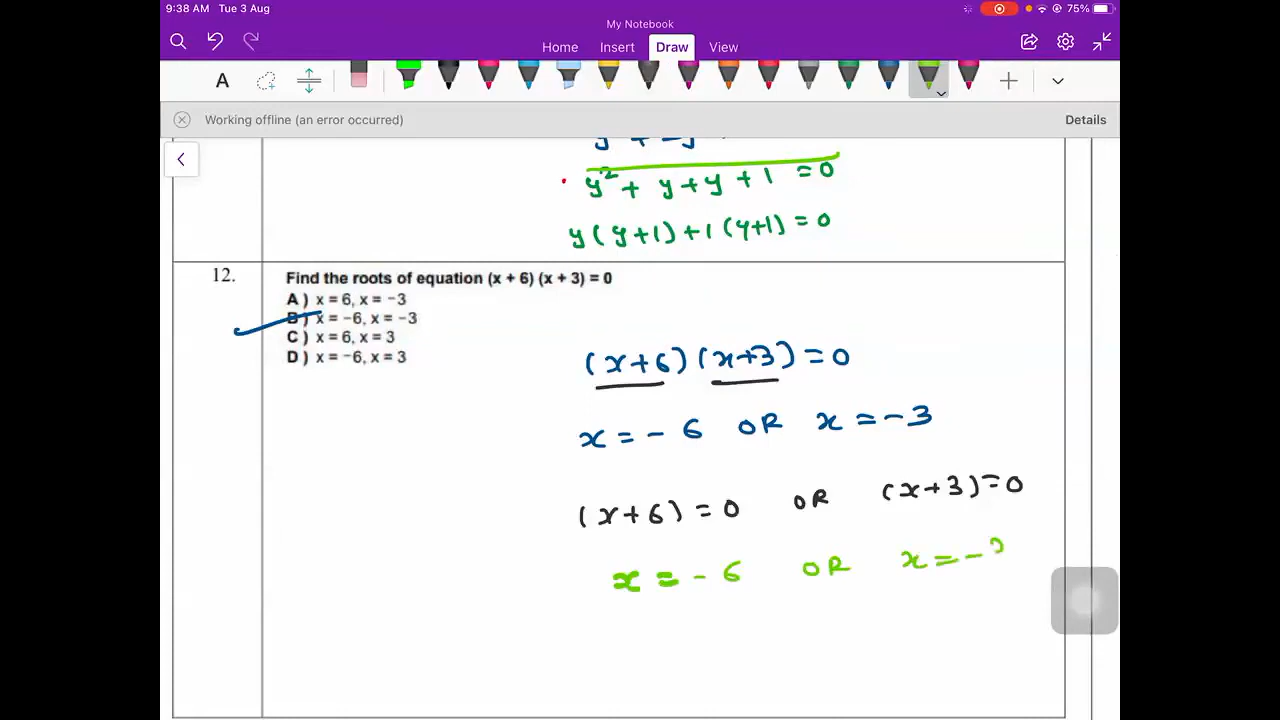 9:38 AM Tue 3 Aug
75%
My Notebook
Home Insert Draw View
A
Working offline (an error occurred) Details
y² + y + y + 1 = 0
y(y+1)+1(y+1)=0
12.
Find the roots of equation (x + 6) (x + 3) = 0
A ) x = 6, x = −3
B ) x = −6, x = −3
C ) x = 6, x = 3
D ) x = −6, x = 3
(x+6)(x+3)=0
x = - 6 OR x = -3
(x+6) = 0 OR (x+3)=0
x = - 6 OR x = -